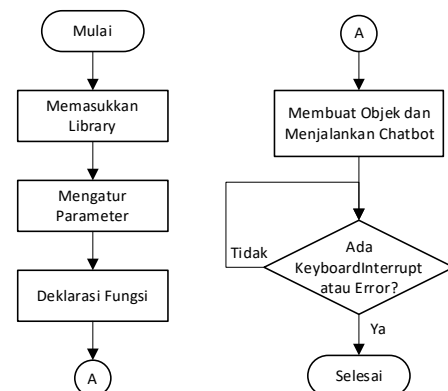 Mulai
Memasukkan
Library
Mengatur
Parameter
Deklarasi Fungsi
A
A
Membuat Objek dan
Menjalankan Chatbot
Tidak
Ada
KeyboardInterrupt
atau Error?
Ya
Selesai